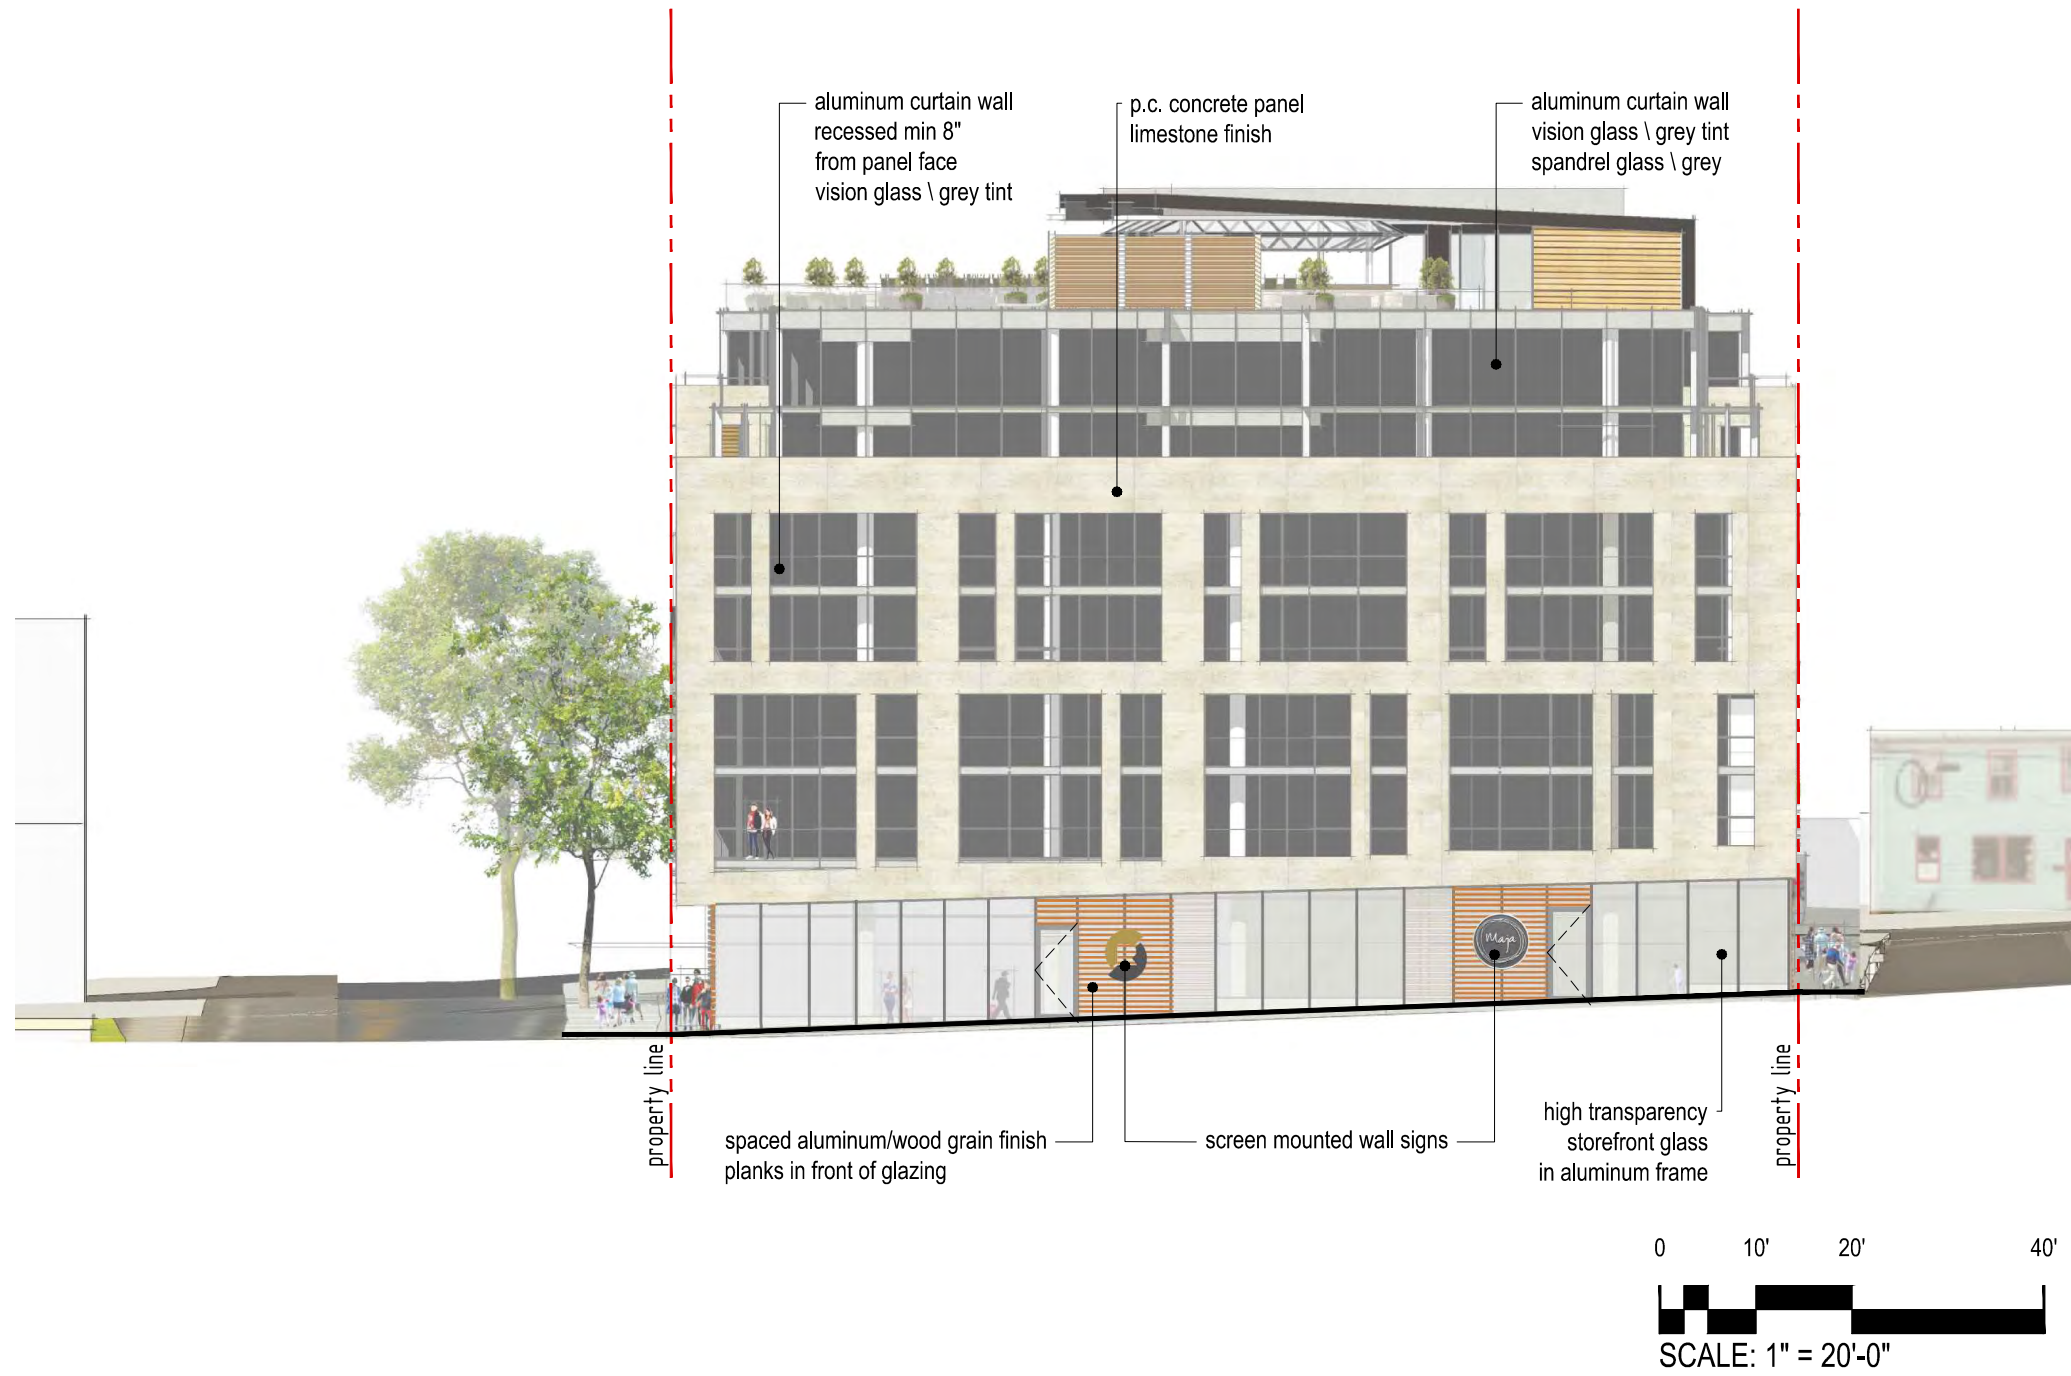 aluminum curtain wall
recessed min 8"
from panel face
vision glass \ grey tint
p.c. concrete panel
limestone finish
aluminum curtain wall
vision glass \ grey tint
spandrel glass \ grey
Maja
property line
property line
spaced aluminum/wood grain finish
planks in front of glazing
screen mounted wall signs
high transparency
storefront glass
in aluminum frame
0 10' 20' 40'
SCALE: 1" = 20'-0"